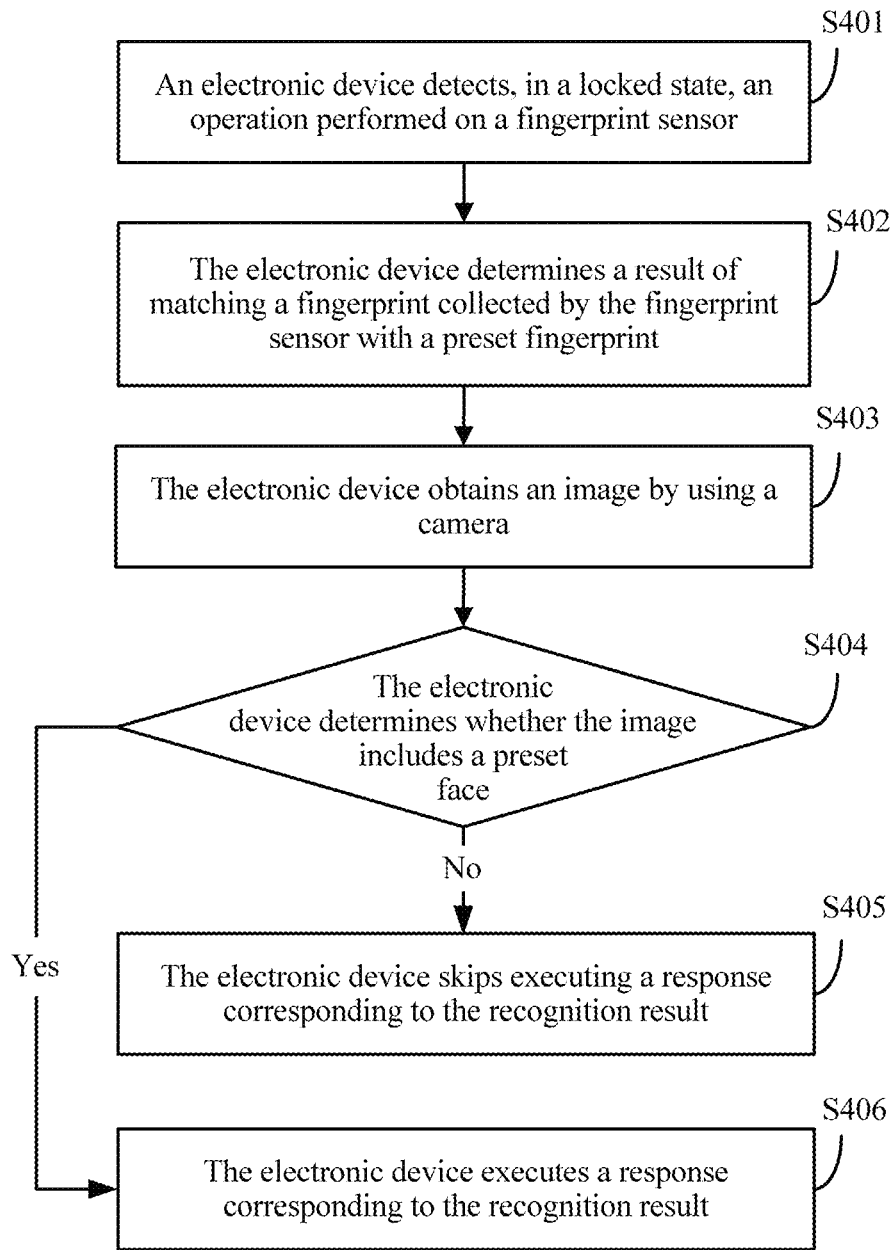 S401
An electronic device detects, in a locked state, an
operation performed on a fingerprint sensor
S402
The electronic device determines a result of
matching a fingerprint collected by the fingerprint
sensor with a preset fingerprint
S403
The electronic device obtains an image by using a
camera
S404
The electronic
device determines whether the image
includes a preset
face
No
S405
Yes
The electronic device skips executing a response
corresponding to the recognition result
S406
The electronic device executes a response
corresponding to the recognition result